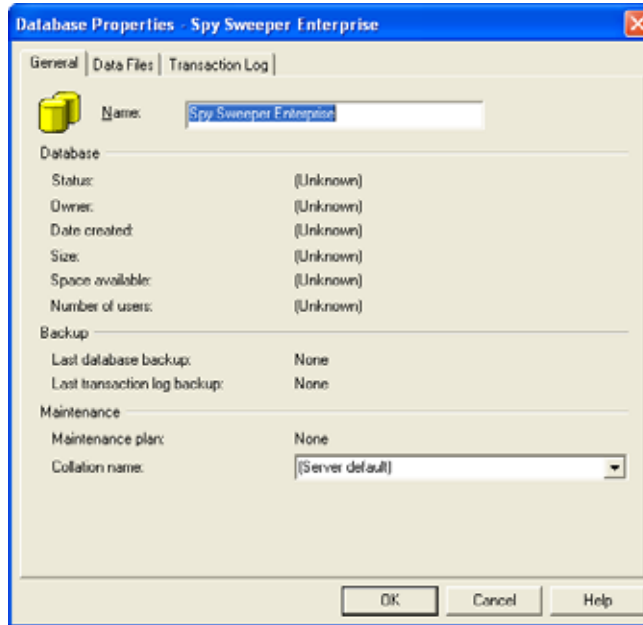 Database Properties - Spy Sweeper Enterprise
General Data Files Transaction Log
Name: Spy Sweeper Enterprise
Database
Status: (Unknown)
Owner: (Unknown)
Date created: (Unknown)
Size: (Unknown)
Space available: (Unknown)
Number of users: (Unknown)
Backup
Last database backup: None
Last transaction log backup: None
Maintenance
Maintenance plan: None
Collation name: (Server default)
OK Cancel Help